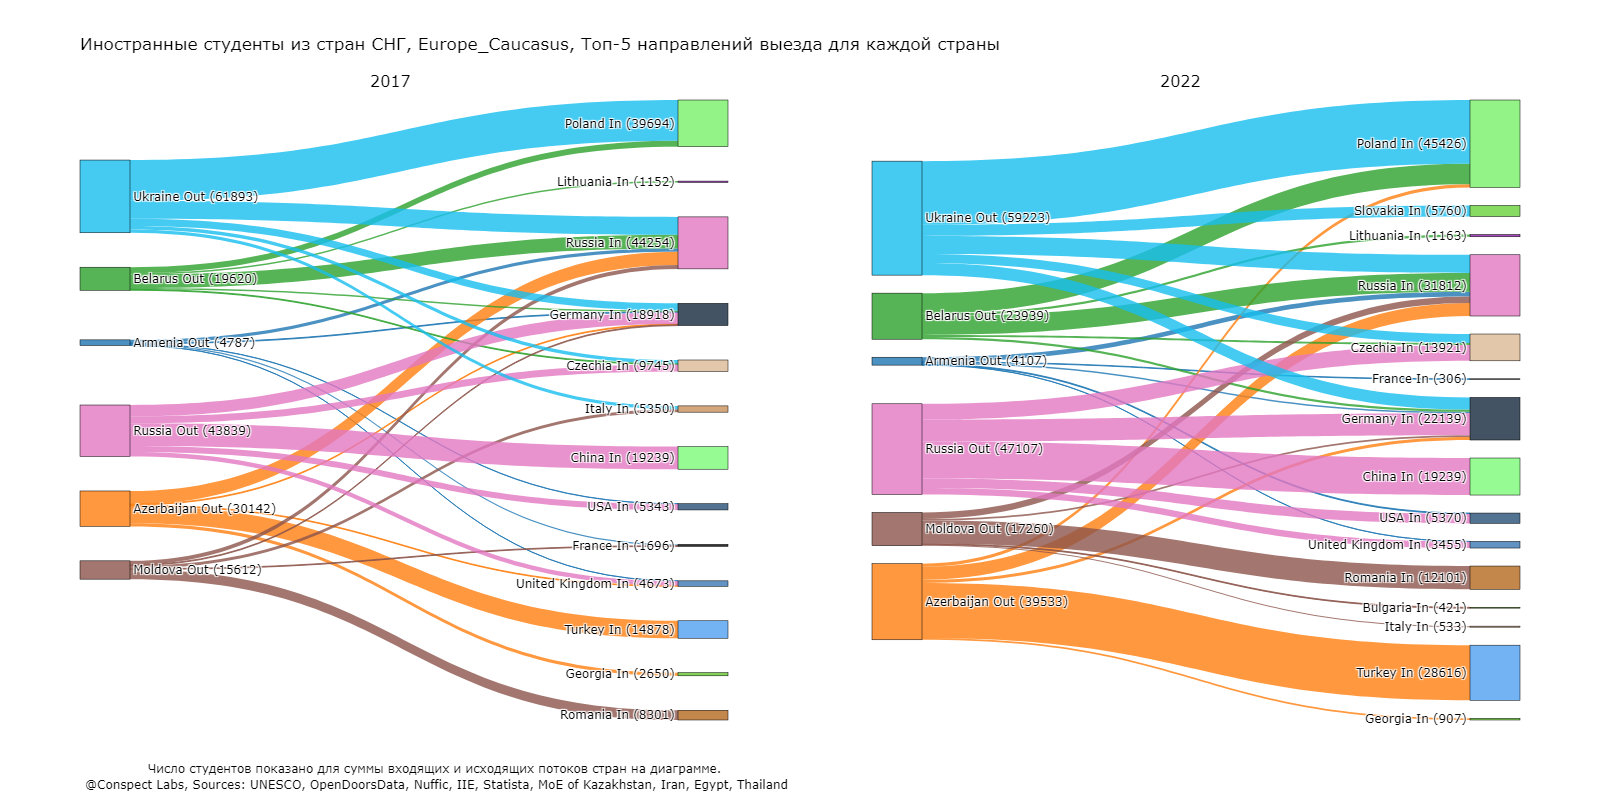 Иностранные студенты из стран СНГ, Europe_Caucasus, Топ-5 направлений выезда для каждой страны
2017
Poland In (39694)
Lithuania In (1152)
Ukraine Out (61893)
Russia In (44254)
Belarus Out (19620)
Germany In (18918)
Armenia Out (4787)
Czechia In (9745)
Italy In (5350)
Russia Out (43839)
China In (19239)
USA In (5343)
Azerbaijan Out (30142)
France In (1696)
Moldova Out (15612)
United Kingdom In (4673)
Turkey In (14878)
Georgia In (2650)
Romania In (8301)
2022
Poland In (45426)
Slovakia In (5760)
Ukraine Out (59223)
Lithuania In (1163)
Russia In (31812)
Belarus Out (23939)
Czechia In (13921)
Armenia Out (4107)
France In (306)
Germany In (22139)
Russia Out (47107)
China In (19239)
USA In (5370)
Moldova Out (17260)
United Kingdom In (3455)
Romania In (12101)
Azerbaijan Out (39533)
Bulgaria In (421)
Italy In (533)
Turkey In (28616)
Georgia In (907)
Число студентов показано для суммы входящих и исходящих потоков стран на диаграмме.
@Conspect Labs, Sources: UNESCO, OpenDoorsData, Nuffic, IIE, Statista, MoE of Kazakhstan, Iran, Egypt, Thailand